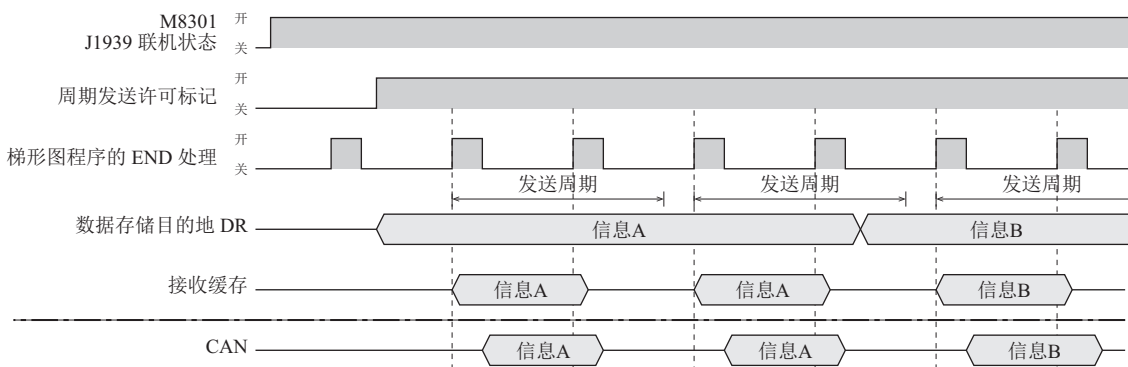 M8301
J1939 联机状态
开
关
周期发送许可标记
开
关
梯形图程序的 END 处理
开
关
发送周期
发送周期
发送周期
数据存储目的地 DR
信息A
信息B
接收缓存
信息A
信息A
信息B
CAN
信息A
信息A
信息B